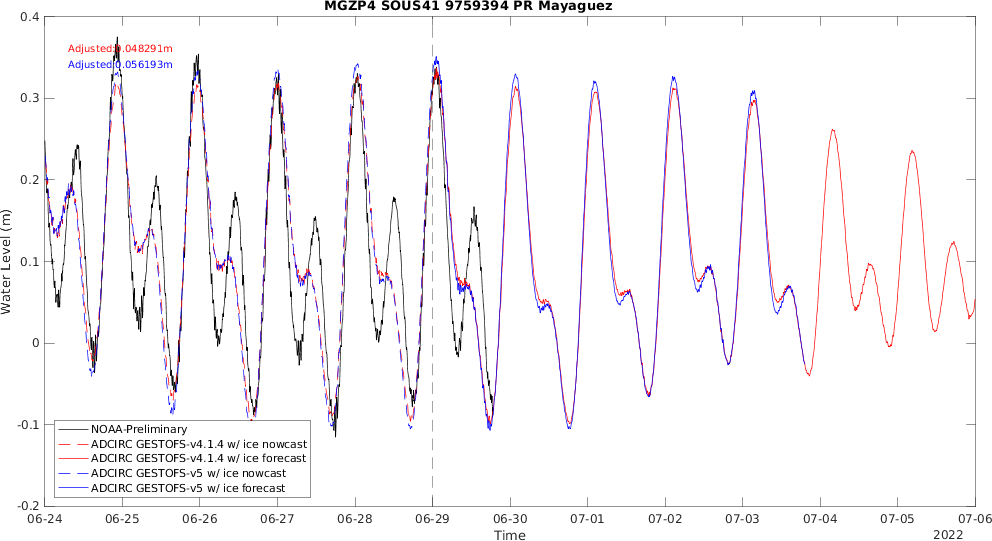 MGZP4 SOUS41 9759394 PR Mayaguez
0.4
Adjusted:0.048291m
Adjusted:0.056193m
0.3
0.2
Water Level (m)
0.1
0
-0.1
NOAA-Preliminary
ADCIRC GESTOFS-v4.1.4 w/ ice nowcast
ADCIRC GESTOFS-v4.1.4 w/ ice forecast
ADCIRC GESTOFS-v5 w/ ice nowcast
ADCIRC GESTOFS-v5 w/ ice forecast
-0.2
06-24 06-25 06-26 06-27 06-28 06-29 06-30 07-01 07-02 07-03 07-04 07-05 07-06
Time
2022